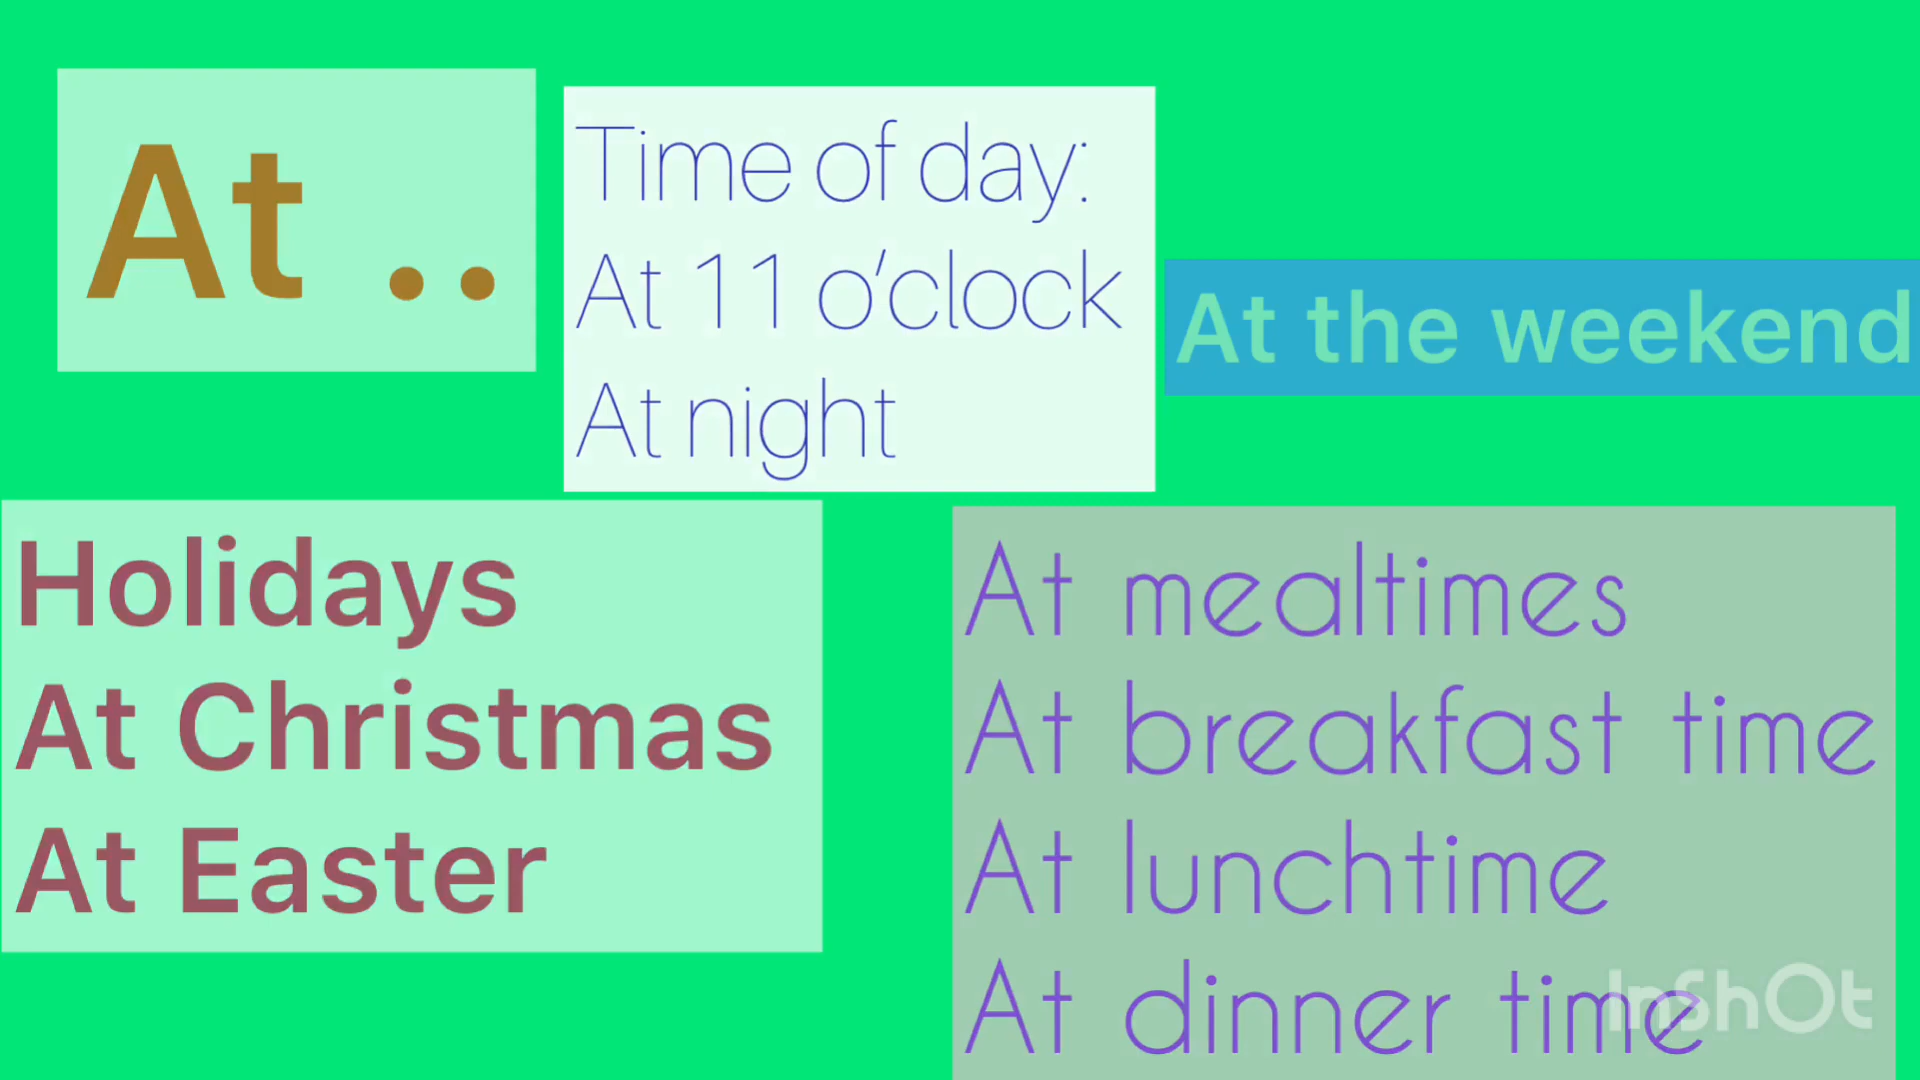 At ..
Time of day:
At 11 o'clock
At night
At the weekend
Holidays
At Christmas
At Easter
At mealtimes
At breakfast time
At lunchtime
At dinner time
InShOt